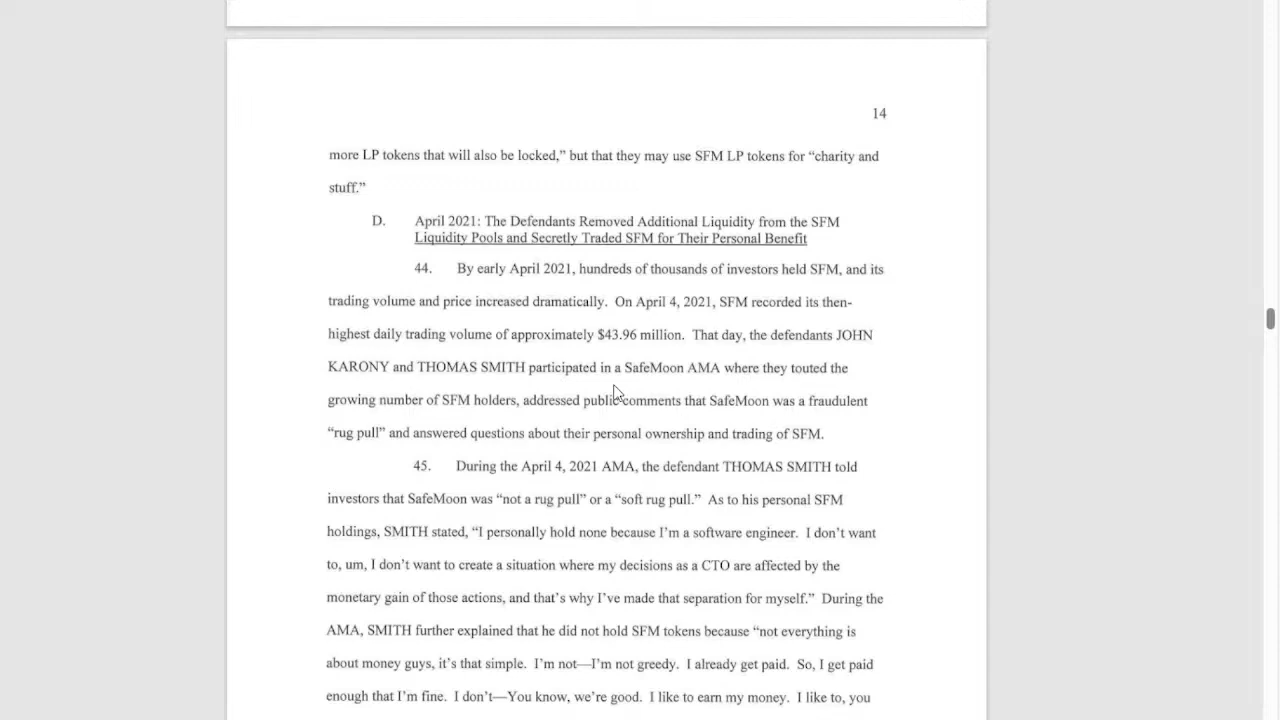 14
more LP tokens that will also be locked,” but that they may use SFM LP tokens for “charity and
stuff.”
D. April 2021: The Defendants Removed Additional Liquidity from the SFM
Liquidity Pools and Secretly Traded SFM for Their Personal Benefit
44. By early April 2021, hundreds of thousands of investors held SFM, and its
trading volume and price increased dramatically. On April 4, 2021, SFM recorded its then-
highest daily trading volume of approximately $43.96 million. That day, the defendants JOHN
KARONY and THOMAS SMITH participated in a SafeMoon AMA where they touted the
growing number of SFM holders, addressed public comments that SafeMoon was a fraudulent
“rug pull” and answered questions about their personal ownership and trading of SFM.
45. During the April 4, 2021 AMA, the defendant THOMAS SMITH told
investors that SafeMoon was “not a rug pull” or a “soft rug pull.” As to his personal SFM
holdings, SMITH stated, “I personally hold none because I’m a software engineer. I don’t want
to, um, I don’t want to create a situation where my decisions as a CTO are affected by the
monetary gain of those actions, and that’s why I’ve made that separation for myself.” During the
AMA, SMITH further explained that he did not hold SFM tokens because “not everything is
about money guys, it’s that simple. I’m not—I’m not greedy. I already get paid. So, I get paid
enough that I’m fine. I don’t—You know, we’re good. I like to earn my money. I like to, you